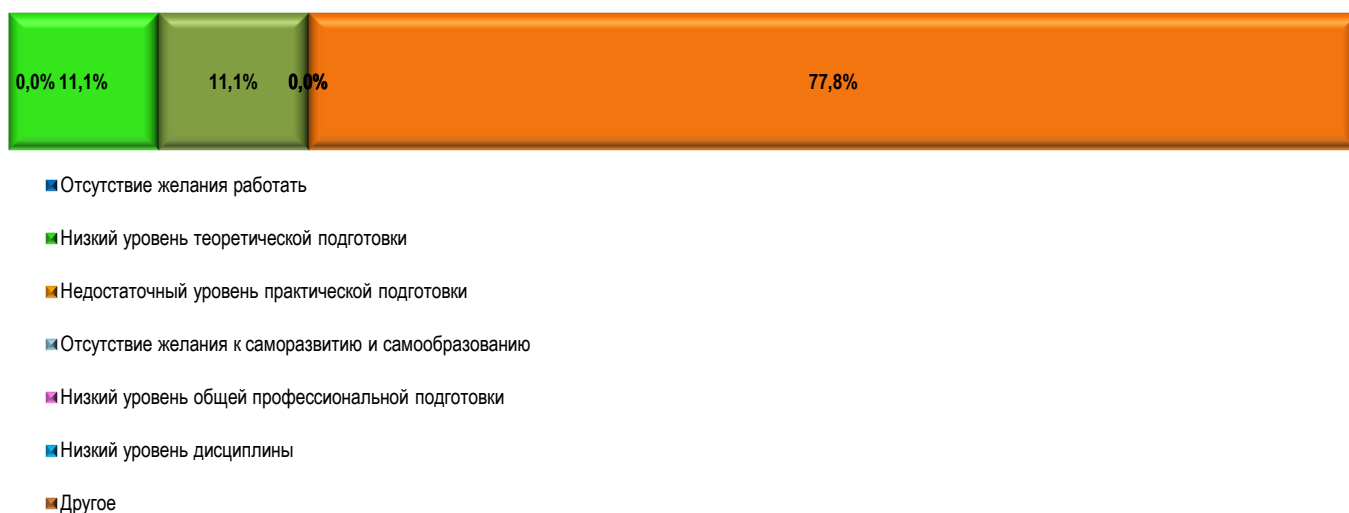 0,0% 11,1% 11,1% 0,0% 77,8%
Отсутствие желания работать
Низкий уровень теоретической подготовки
Недостаточный уровень практической подготовки
Отсутствие желания к саморазвитию и самообразованию
Низкий уровень общей профессиональной подготовки
Низкий уровень дисциплины
Другое